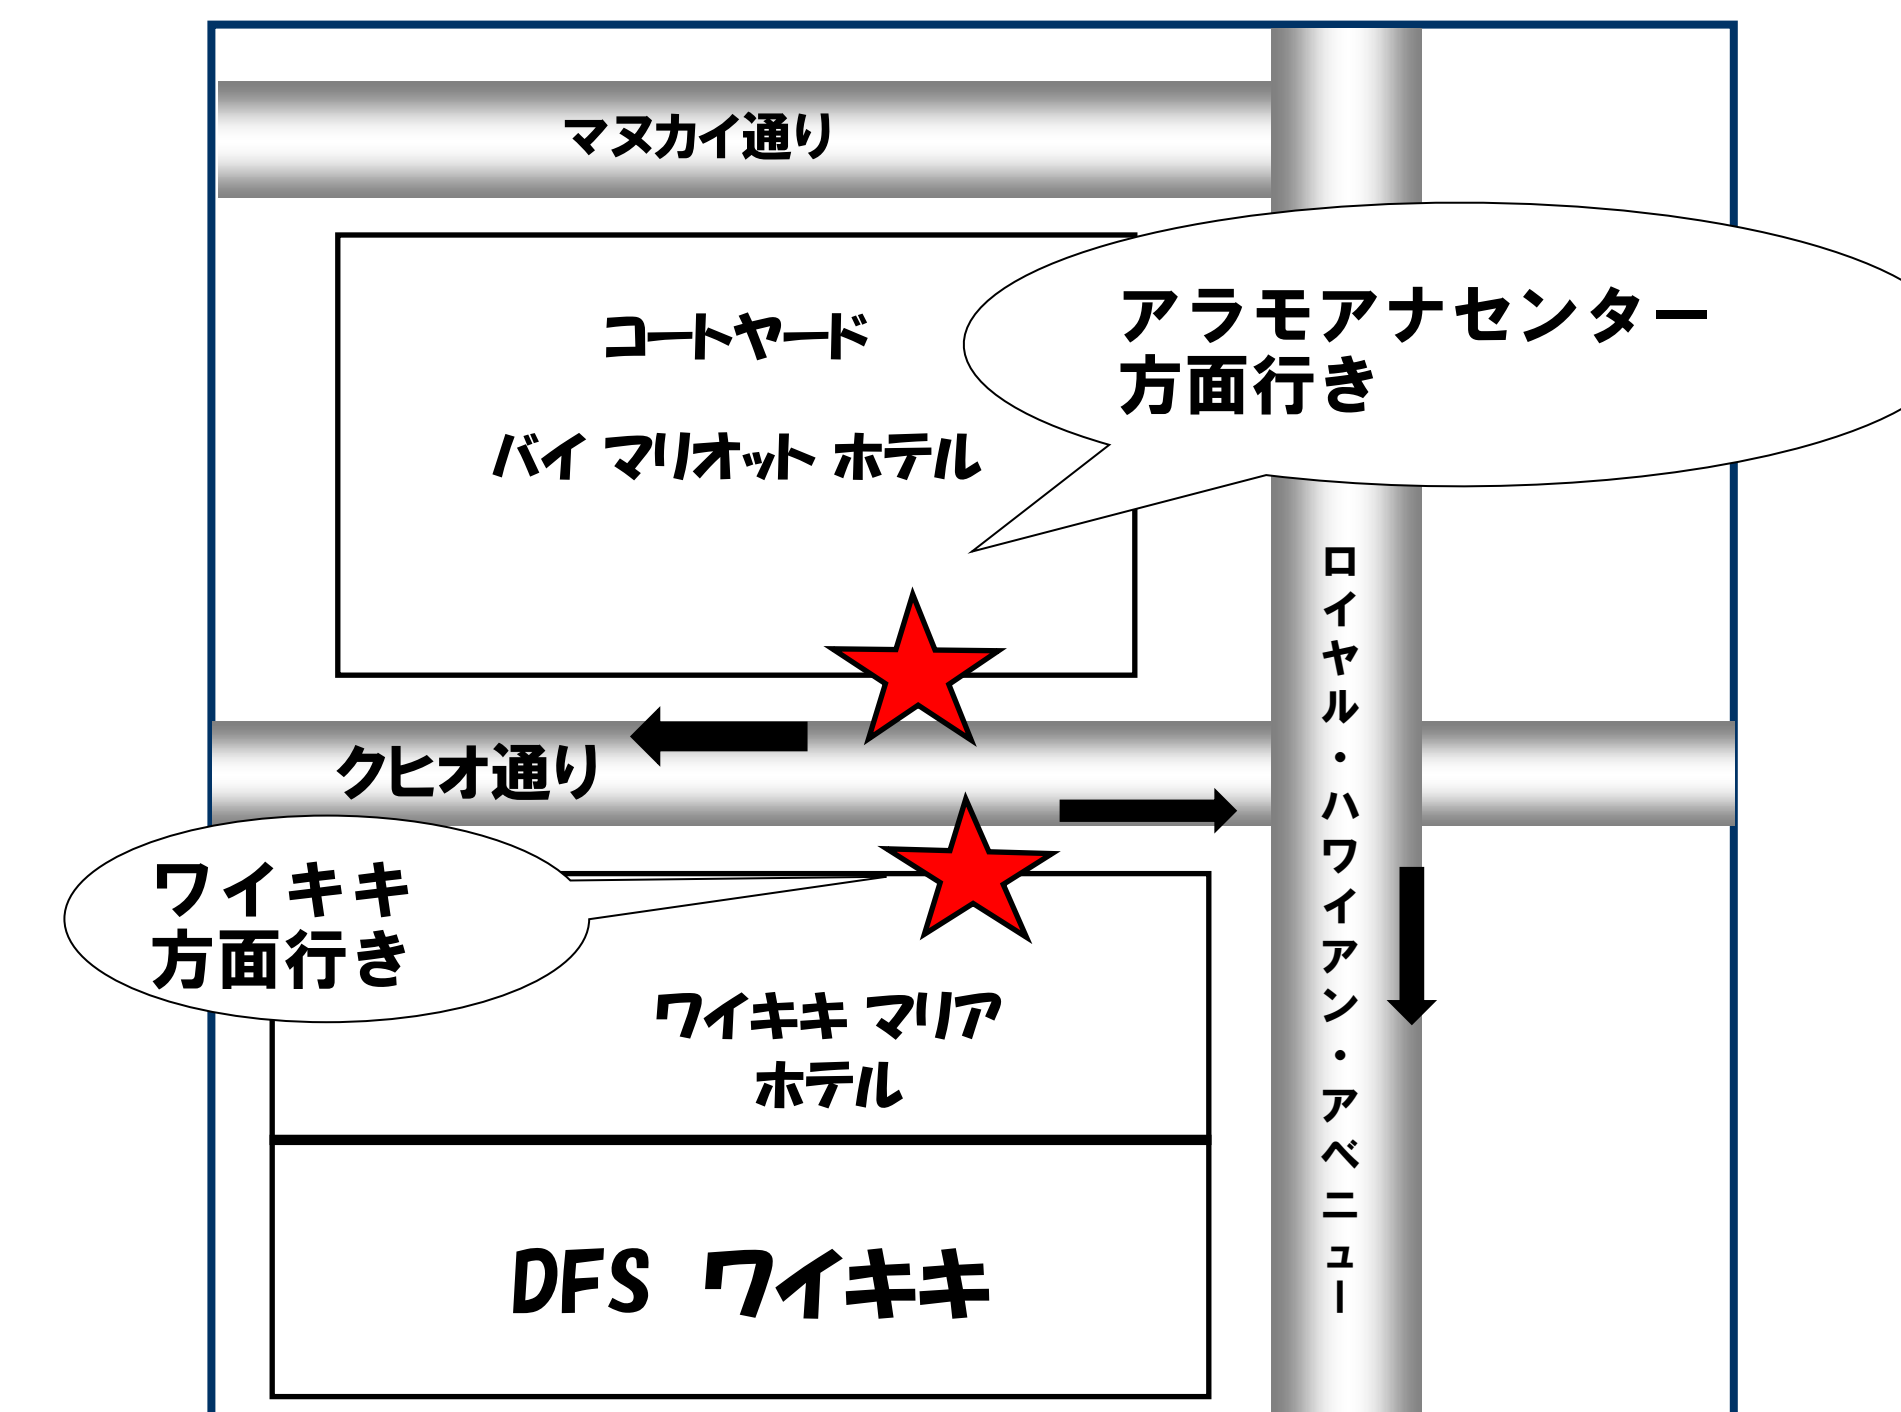 マヌカイ通り
コートヤード
バイ マリオット ホテル
アラモアナセンター
方面行き
ロイヤル・ハワイアン・アベニュー
クヒオ通り
ワイキキ
方面行き
ワイキキ マリア
ホテル
DFS ワイキキ